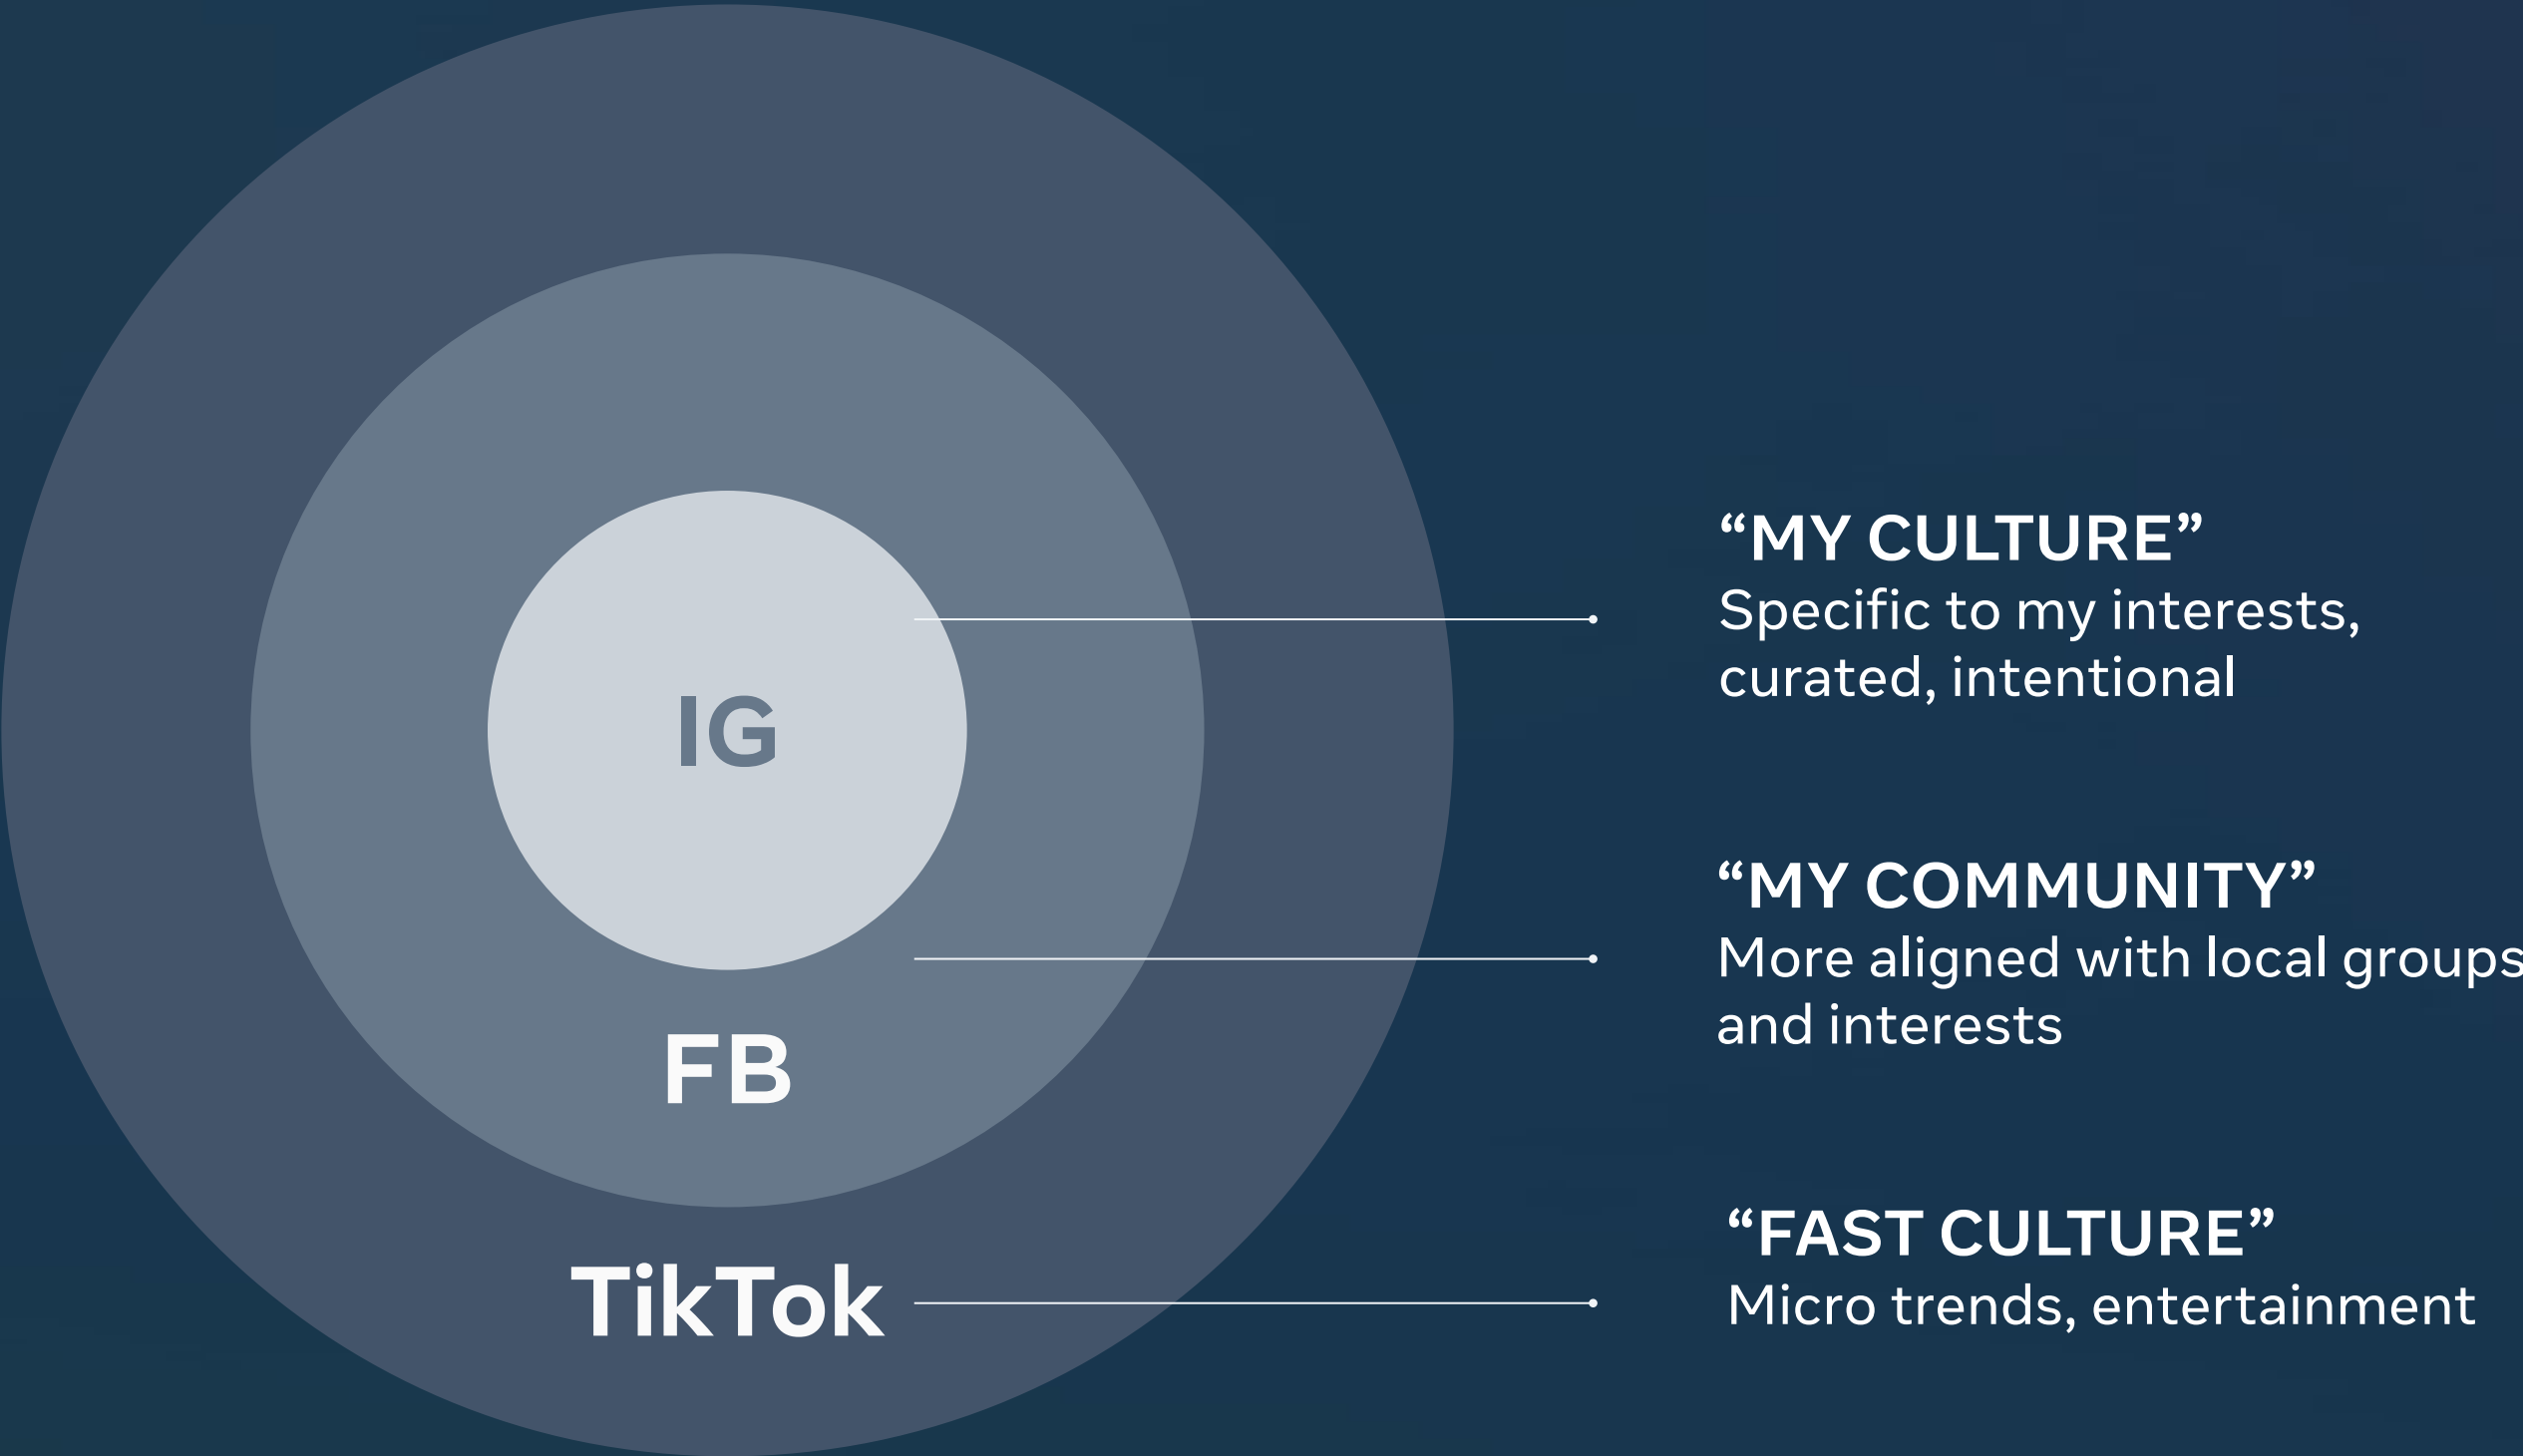 IG
FB
TikTok
“MY CULTURE”
Specific to my interests,
curated, intentional
“MY COMMUNITY”
More aligned with local groups
and interests
“FAST CULTURE”
Micro trends, entertainment